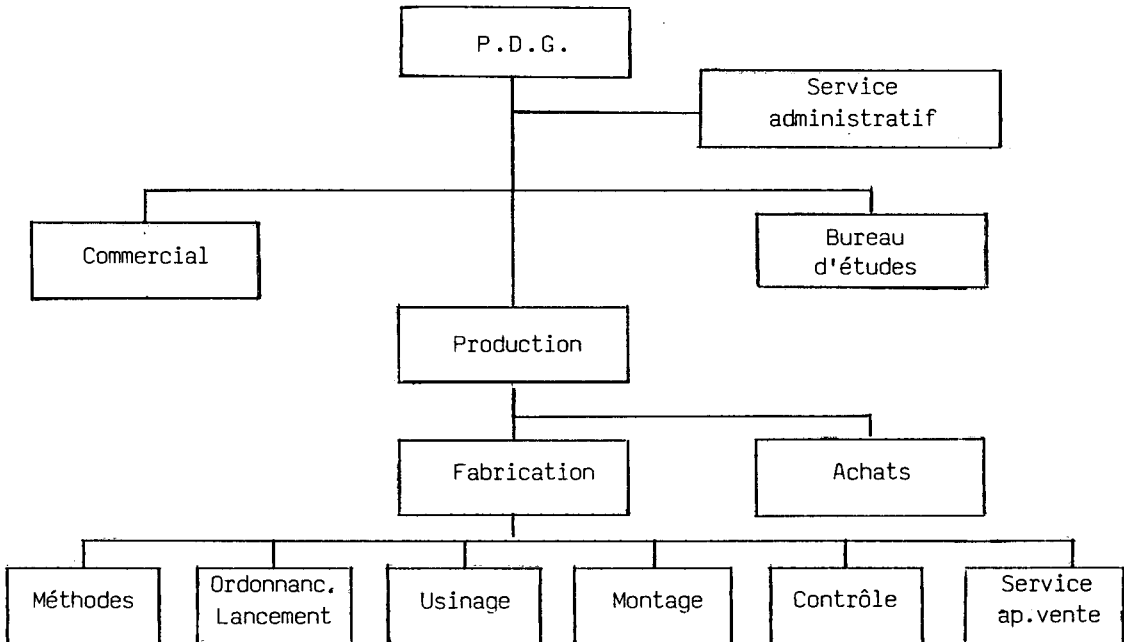 P.D.G.
Service
administratif
Commercial
Bureau
d'études
Production
Fabrication
Achats
Méthodes
Ordonnanc.
Lancement
Usinage
Montage
Contrôle
Service
ap.vente